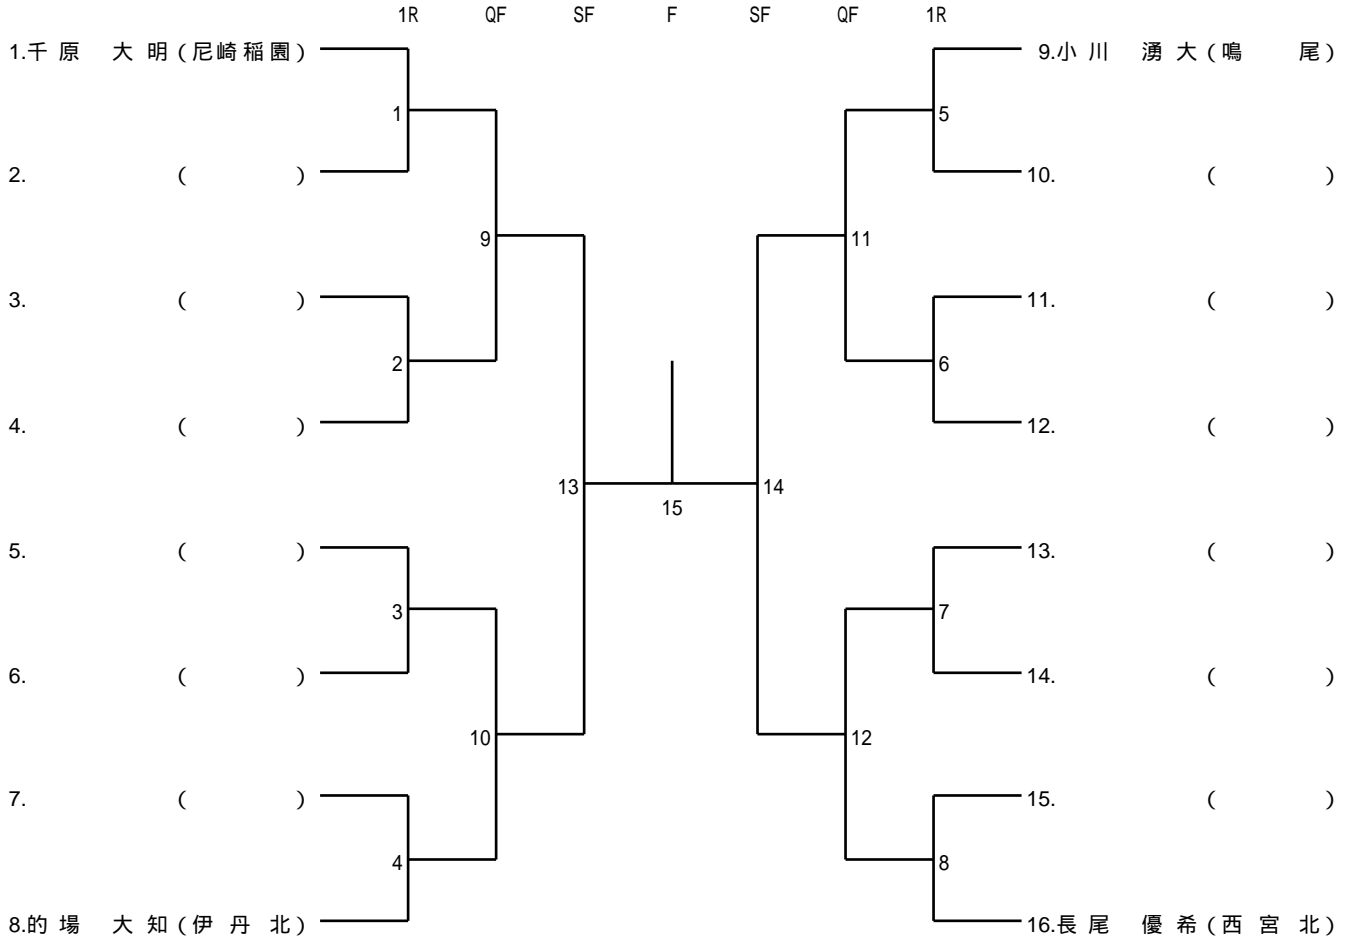 1R QF SF F SF QF 1R
1.千原 大明(尼崎稲園)
1
2. ( )
9
3. ( )
2
4. ( )
13
5. ( )
3
6. ( )
10
7. ( )
4
8.的場 大知(伊丹北)
15
9.小川 湧大(鳴 尾)
5
10. ( )
11
11. ( )
6
12. ( )
14
13. ( )
7
14. ( )
12
15. ( )
8
16.長尾 優希(西宮北)